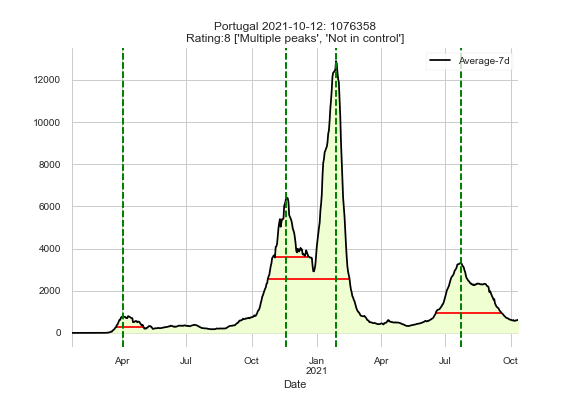 Portugal 2021-10-12: 1076358
Rating:8 ['Multiple peaks', 'Not in control']
Average-7d
12000
10000
8000
6000
4000
2000
0
Apr Jul Oct Jan Apr Jul Oct
2021
Date